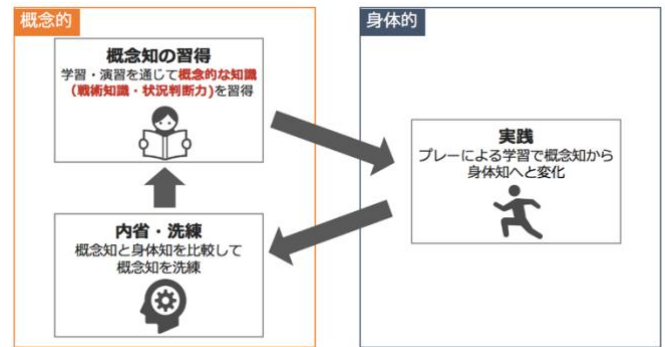 概念的
概念知の習得
学習・演習を通じて概念的な知識
（戦術知識・状況判断力)を習得
内省・洗練
概念知と身体知を比較して
概念知を洗練
身体的
実践
プレーによる学習で概念知から
身体知へと変化